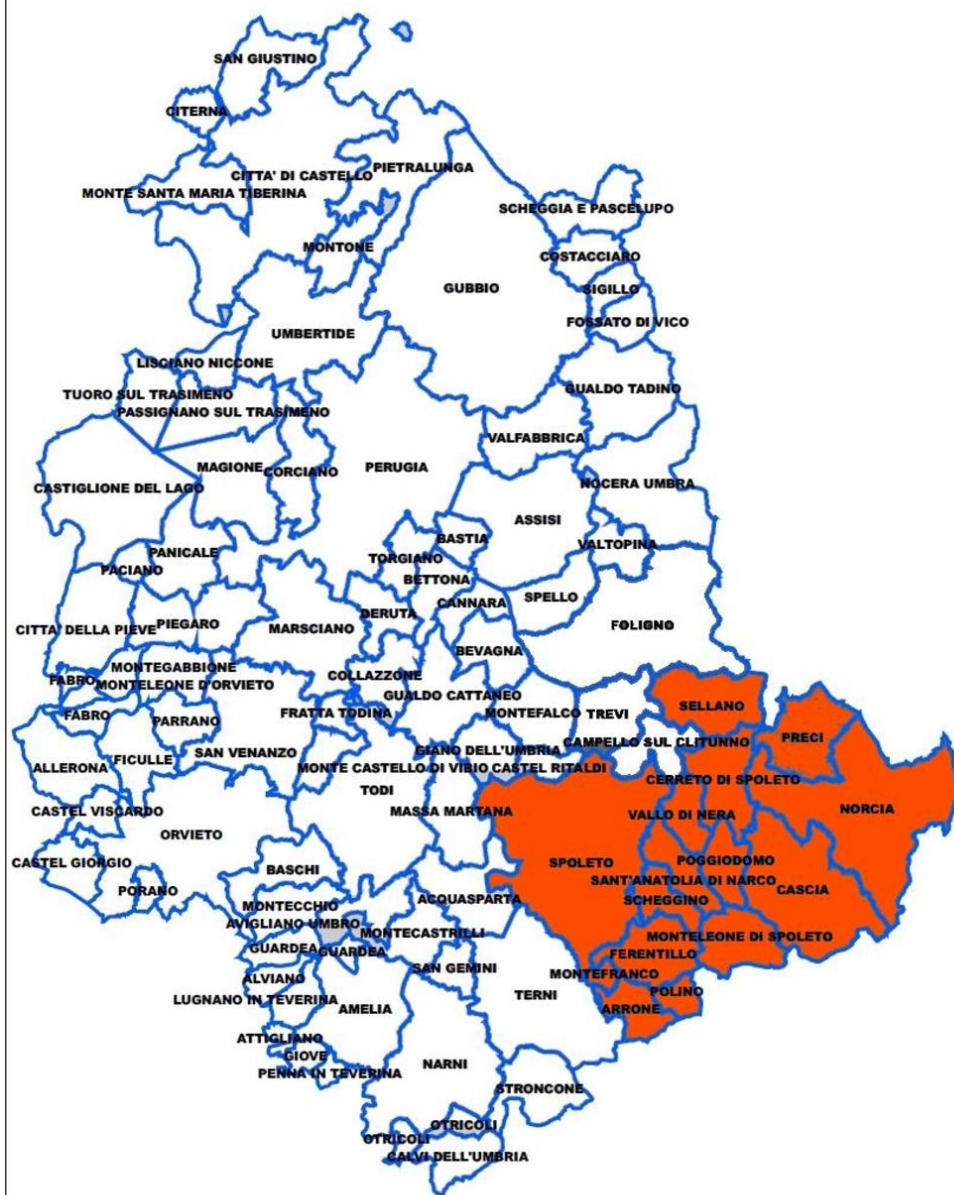 SAN GIUSTINO
CITERNA
PIETRALUNGA
CITTA' DI CASTELLO
MONTE SANTA MARIA TIBERINA
SCHEGGIA E PASCELUPO
MONTONE
COSTACCIARO
GUBBIO
SIGILLO
FOSSATO DI VICO
UMBERTIDE
LISCIANO NICCONE
GUALDO TADINO
TUORO SUL TRASIMENO
PASSIGNANO SUL TRASIMENO
VALFABBRICA
MAGIONE
CORCIANO
PERUGIA
NOCERA UMBRA
CASTIGLIONE DEL LAGO
ASSISI
BASTIA
VALTOPINA
PANICALE
TORGIANO
PACIANO
BETTONA
SPELLO
CANNARA
DERUTA
FOLIGNO
CITTA' DELLA PIEVE
PIEGARO
MARSCIANO
BEVAGNA
MONTEGABBIONE
COLLAZZONE
FABRO
MONTELEONE D'ORVIETO
GUALDO CATTANEO
SELLANO
FABRO
PARRANO
FRATTA TODINA
MONTEFALCO
TREVI
PRECI
CAMPELLO SUL CLITUNNO
SAN VENANZO
GIANO DELL'UMBRIA
FICULLE
ALLERONA
MONTE CASTELLO DI VIBIO
CASTEL RITALDI
CERRETO DI SPOLETO
TODI
NORCIA
CASTEL VISCARDO
MASSA MARTANA
VALLO DI NERA
ORVIETO
CASTEL GIORGIO
SPOLETO
POGGIODOMO
BASCHI
SANT'ANATOLIA DI NARCO
PORANO
CASCIA
ACQUASPARTA
SCHEGGINO
MONTECCHIO
AVIGLIANO UMBRO
MONTECASTRILLI
MONTELEONE DI SPOLETO
GUARDEA
GUARDEA
FERENTILLO
SAN GEMINI
MONTEFRANCO
ALVIANO
POLINO
LUGNANO IN TEVERINA
AMELIA
TERNI
ARRONE
ATTIGLIANO
GIOVE
NARNI
PENNA IN TEVERINA
STRONCONE
OTRICOLI
OTRICOLI
CALVI DELL'UMBRIA